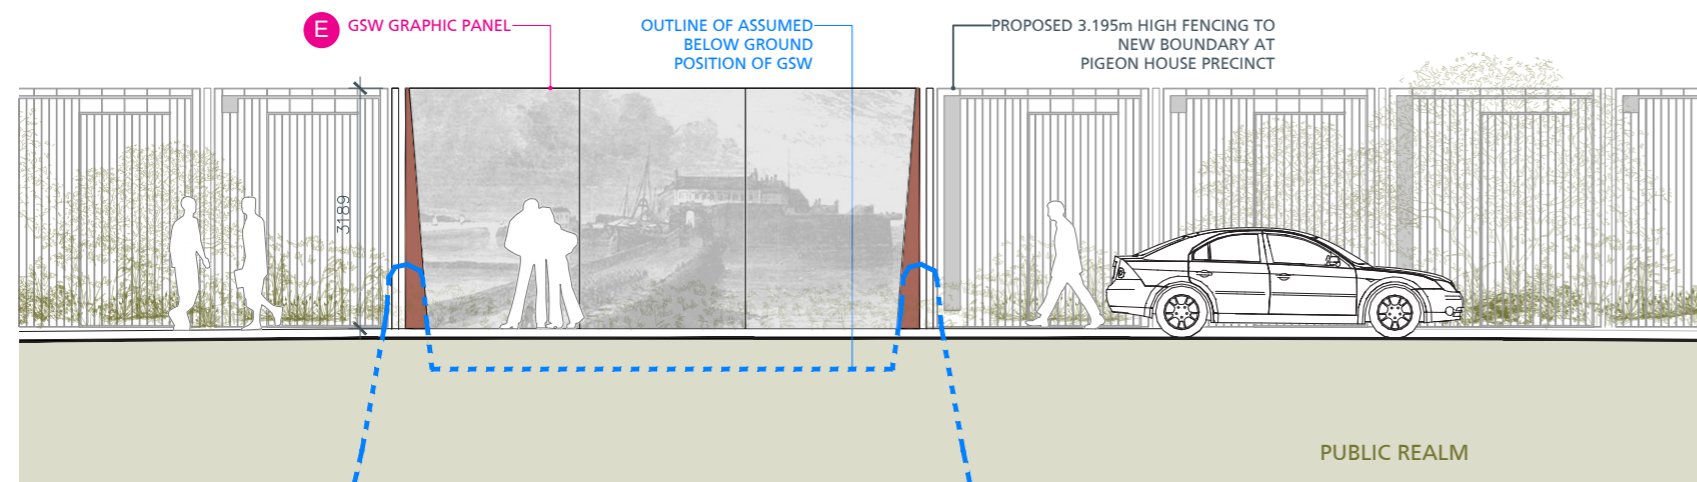 E
GSW GRAPHIC PANEL
OUTLINE OF ASSUMED
BELOW GROUND
POSITION OF GSW
PROPOSED 3.195m HIGH FENCING TO
NEW BOUNDARY AT
PIGEON HOUSE PRECINCT
3189
PUBLIC REALM